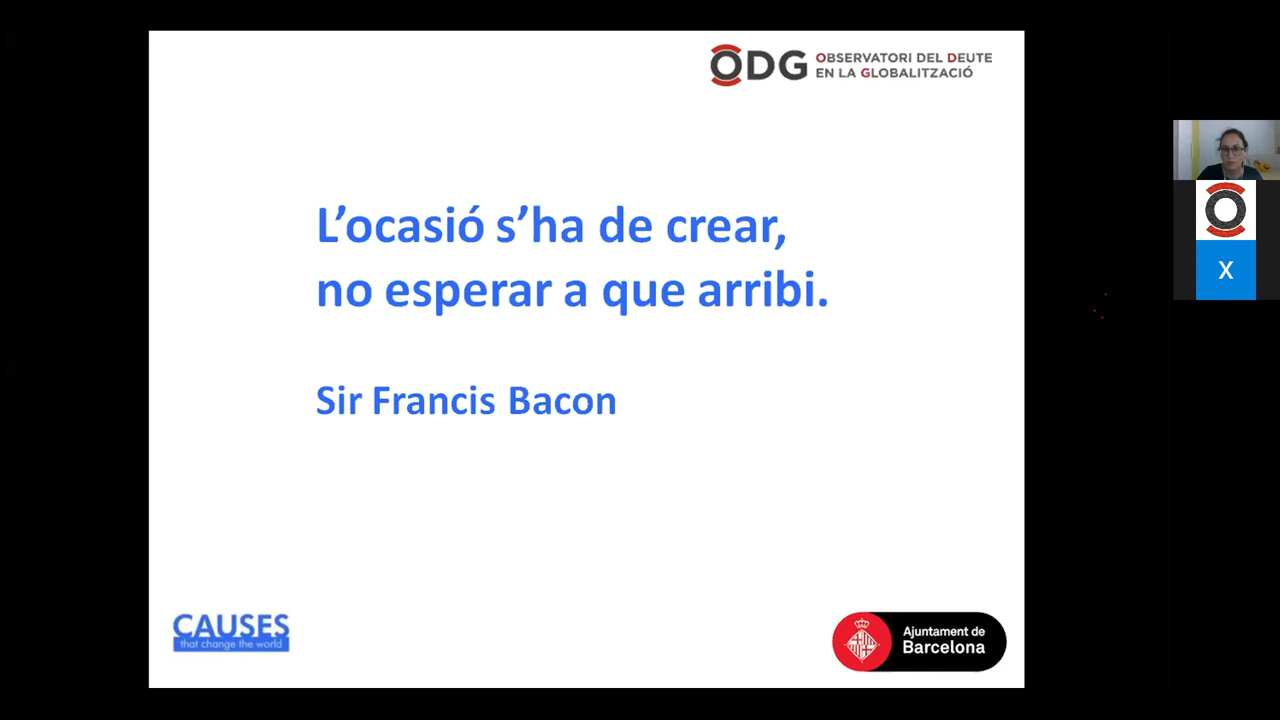 ODG OBSERVATORI DEL DEUTE
EN LA GLOBALITZACIÓ
L'ocasió s'ha de crear,
no esperar a que arribi.
Sir Francis Bacon
CAUSES
that change the world
Ajuntament de
Barcelona
X